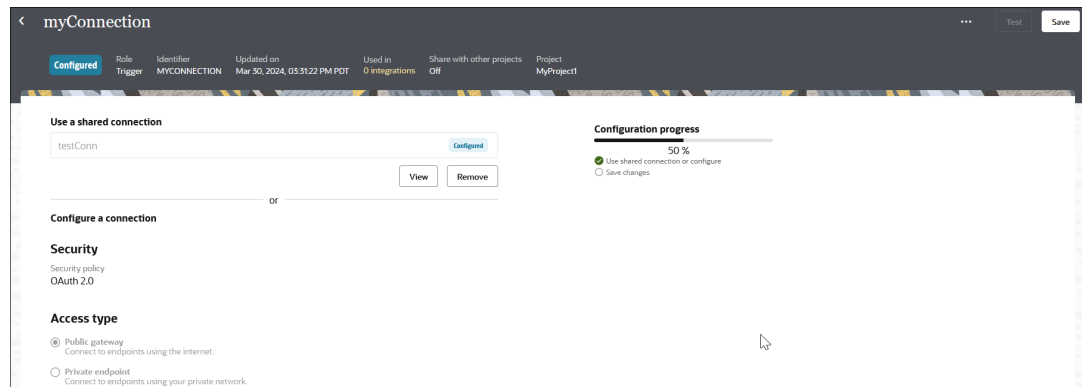 myConnection
Test
Save
Configured
Role
Trigger
Identifier
MYCONNECTION
Updated on
Mar 30, 2024, 03:31:22 PM PDT
Used in
0 integrations
Share with other projects
Off
Project
MyProject1
Use a shared connection
testConn
Configured
View
Remove
or
Configure a connection
Security
Security policy
OAuth 2.0
Access type
Public gateway
Connect to endpoints using the internet.
Private endpoint
Connect to endpoints using your private network.
Configuration progress
50 %
Use shared connection or configure
Save changes